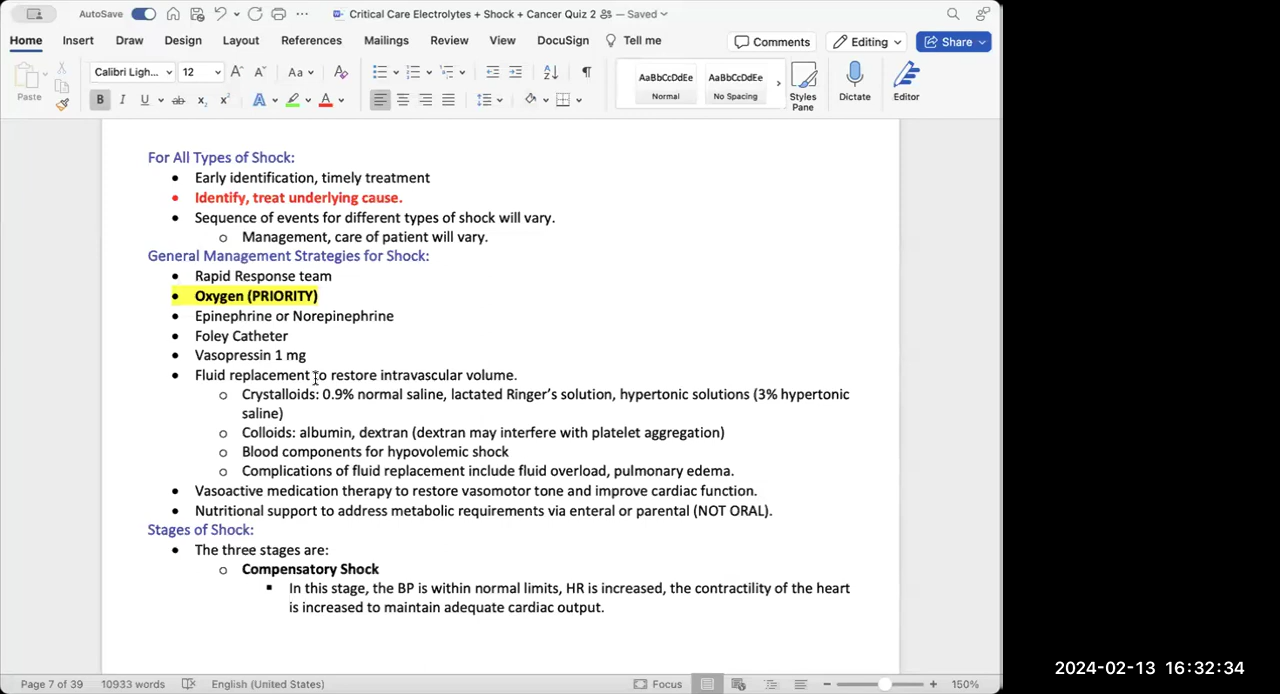 AutoSave
Critical Care Electrolytes + Shock + Cancer Quiz 2 — Saved
Home Insert Draw Design Layout References Mailings Review View DocuSign Tell me
Comments Editing Share
Paste
Calibri Ligh... 12
Aa
B I U ab x₂ x²
AaBbCcDdEe
Normal
AaBbCcDdEe
No Spacing
Styles Pane
Dictate
Editor
For All Types of Shock:
• Early identification, timely treatment
• Identify, treat underlying cause.
• Sequence of events for different types of shock will vary.
o Management, care of patient will vary.
General Management Strategies for Shock:
• Rapid Response team
• Oxygen (PRIORITY)
• Epinephrine or Norepinephrine
• Foley Catheter
• Vasopressin 1 mg
• Fluid replacement to restore intravascular volume.
o Crystalloids: 0.9% normal saline, lactated Ringer’s solution, hypertonic solutions (3% hypertonic
saline)
o Colloids: albumin, dextran (dextran may interfere with platelet aggregation)
o Blood components for hypovolemic shock
o Complications of fluid replacement include fluid overload, pulmonary edema.
• Vasoactive medication therapy to restore vasomotor tone and improve cardiac function.
• Nutritional support to address metabolic requirements via enteral or parental (NOT ORAL).
Stages of Shock:
• The three stages are:
o Compensatory Shock
▪ In this stage, the BP is within normal limits, HR is increased, the contractility of the heart
is increased to maintain adequate cardiac output.
Page 7 of 39 10933 words English (United States) Focus 150%
2024-02-13 16:32:34